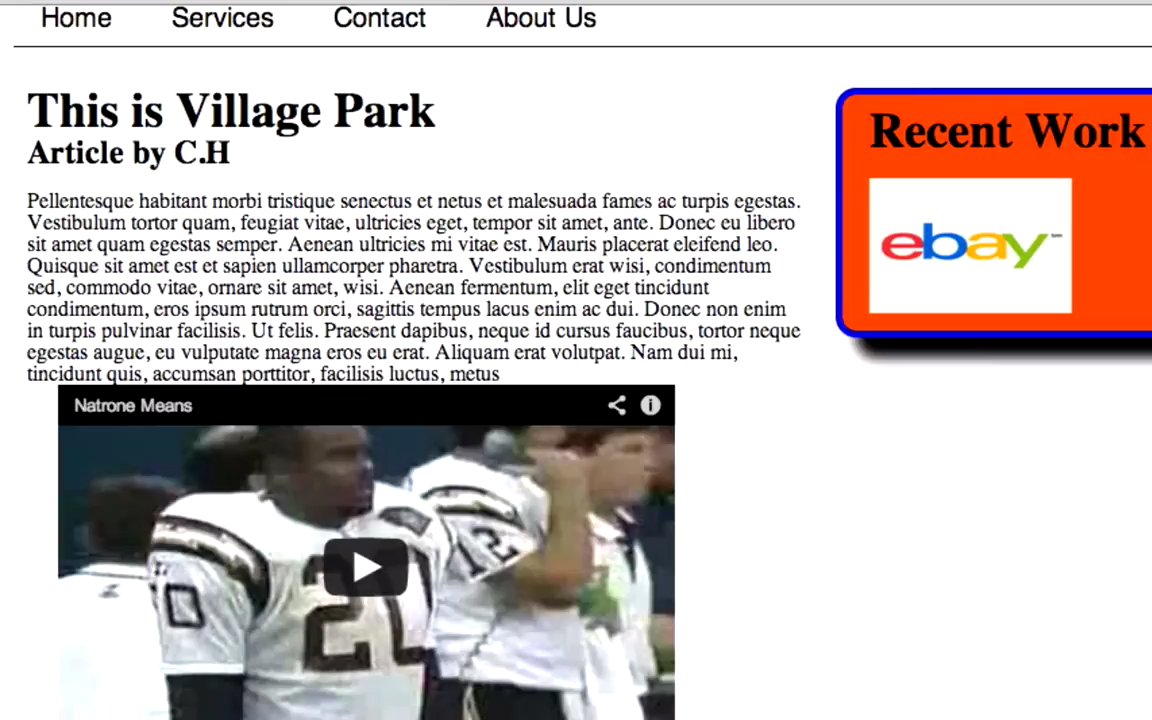 Home Services Contact About Us
This is Village Park
Article by C.H
Pellentesque habitant morbi tristique senectus et netus et malesuada fames ac turpis egestas.
Vestibulum tortor quam, feugiat vitae, ultricies eget, tempor sit amet, ante. Donec eu libero
sit amet quam egestas semper. Aenean ultricies mi vitae est. Mauris placerat eleifend leo.
Quisque sit amet est et sapien ullamcorper pharetra. Vestibulum erat wisi, condimentum
sed, commodo vitae, ornare sit amet, wisi. Aenean fermentum, elit eget tincidunt
condimentum, eros ipsum rutrum orci, sagittis tempus lacus enim ac dui. Donec non enim
in turpis pulvinar facilisis. Ut felis. Praesent dapibus, neque id cursus faucibus, tortor neque
egestas augue, eu vulputate magna eros eu erat. Aliquam erat volutpat. Nam dui mi,
tincidunt quis, accumsan porttitor, facilisis luctus, metus
Natrone Means
12
Recent Work
ebay™